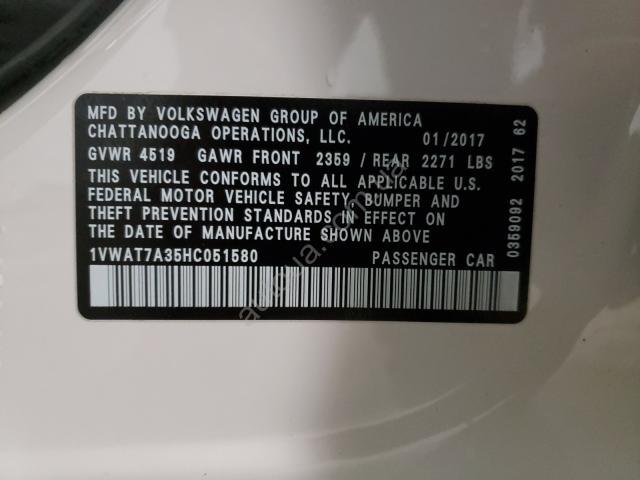 MFD BY VOLKSWAGEN GROUP OF AMERICA
CHATTANOOGA OPERATIONS, LLC. 01/2017
GVWR 4519 GAWR FRONT 2359 / REAR 2271 LBS
THIS VEHICLE CONFORMS TO ALL APPLICABLE U.S.
FEDERAL MOTOR VEHICLE SAFETY, BUMPER AND
THEFT PREVENTION STANDARDS IN EFFECT ON
THE DATE OF MANUFACTURE SHOWN ABOVE.
1VWAT7A35HC051580 PASSENGER CAR
0359092 2017 62